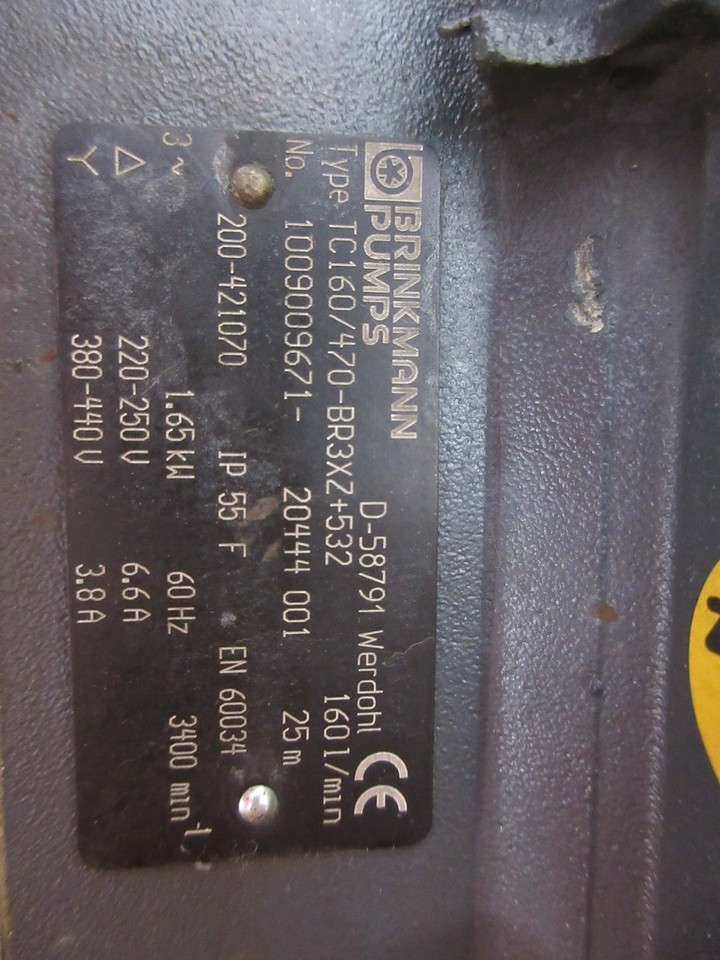 BRINKMANN
PUMPS D-58791 Werdohl CE
Type TC160/470-BR3XZ+532 160 l/min
No. 1009009671- 20444 001 25 m
200-421070 IP 55 F EN 60034
3~ 1.65 kW 60 Hz 3400 min-1
Δ 220-250 V 6.6 A
Y 380-440 V 3.8 A